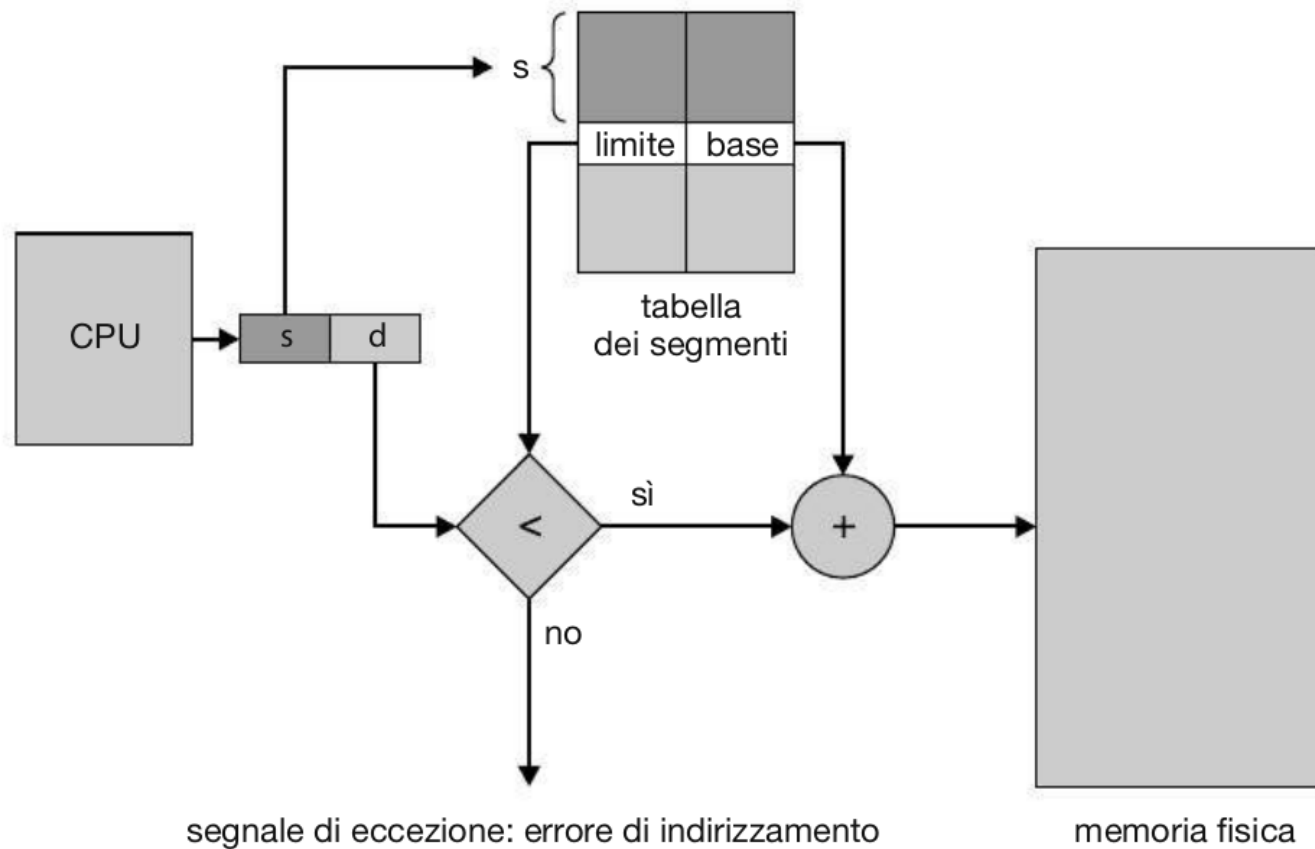 s
limite base
tabella
dei segmenti
CPU
s d
<
sì
+
no
segnale di eccezione: errore di indirizzamento
memoria fisica